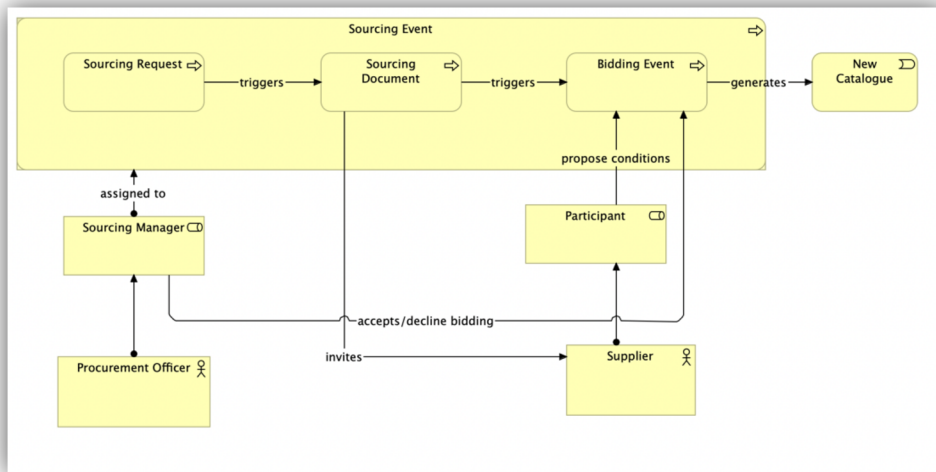 Sourcing Event
Sourcing Request
triggers
Sourcing
Document
triggers
Bidding Event
generates
New
Catalogue
propose conditions
assigned to
Sourcing Manager
Participant
accepts/decline bidding
invites
Procurement Officer
Supplier